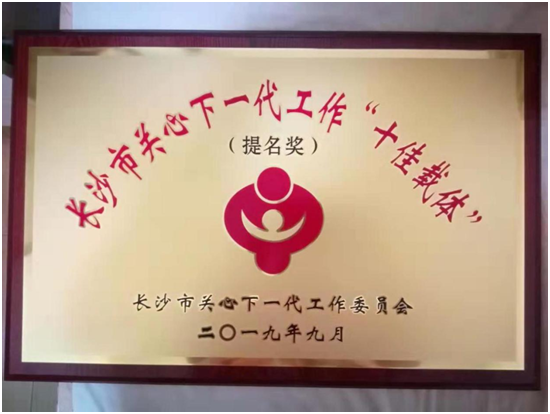 长沙市关心下一代工作“十佳载体”
（提名奖）
长沙市关心下一代工作委员会
二〇一九年九月